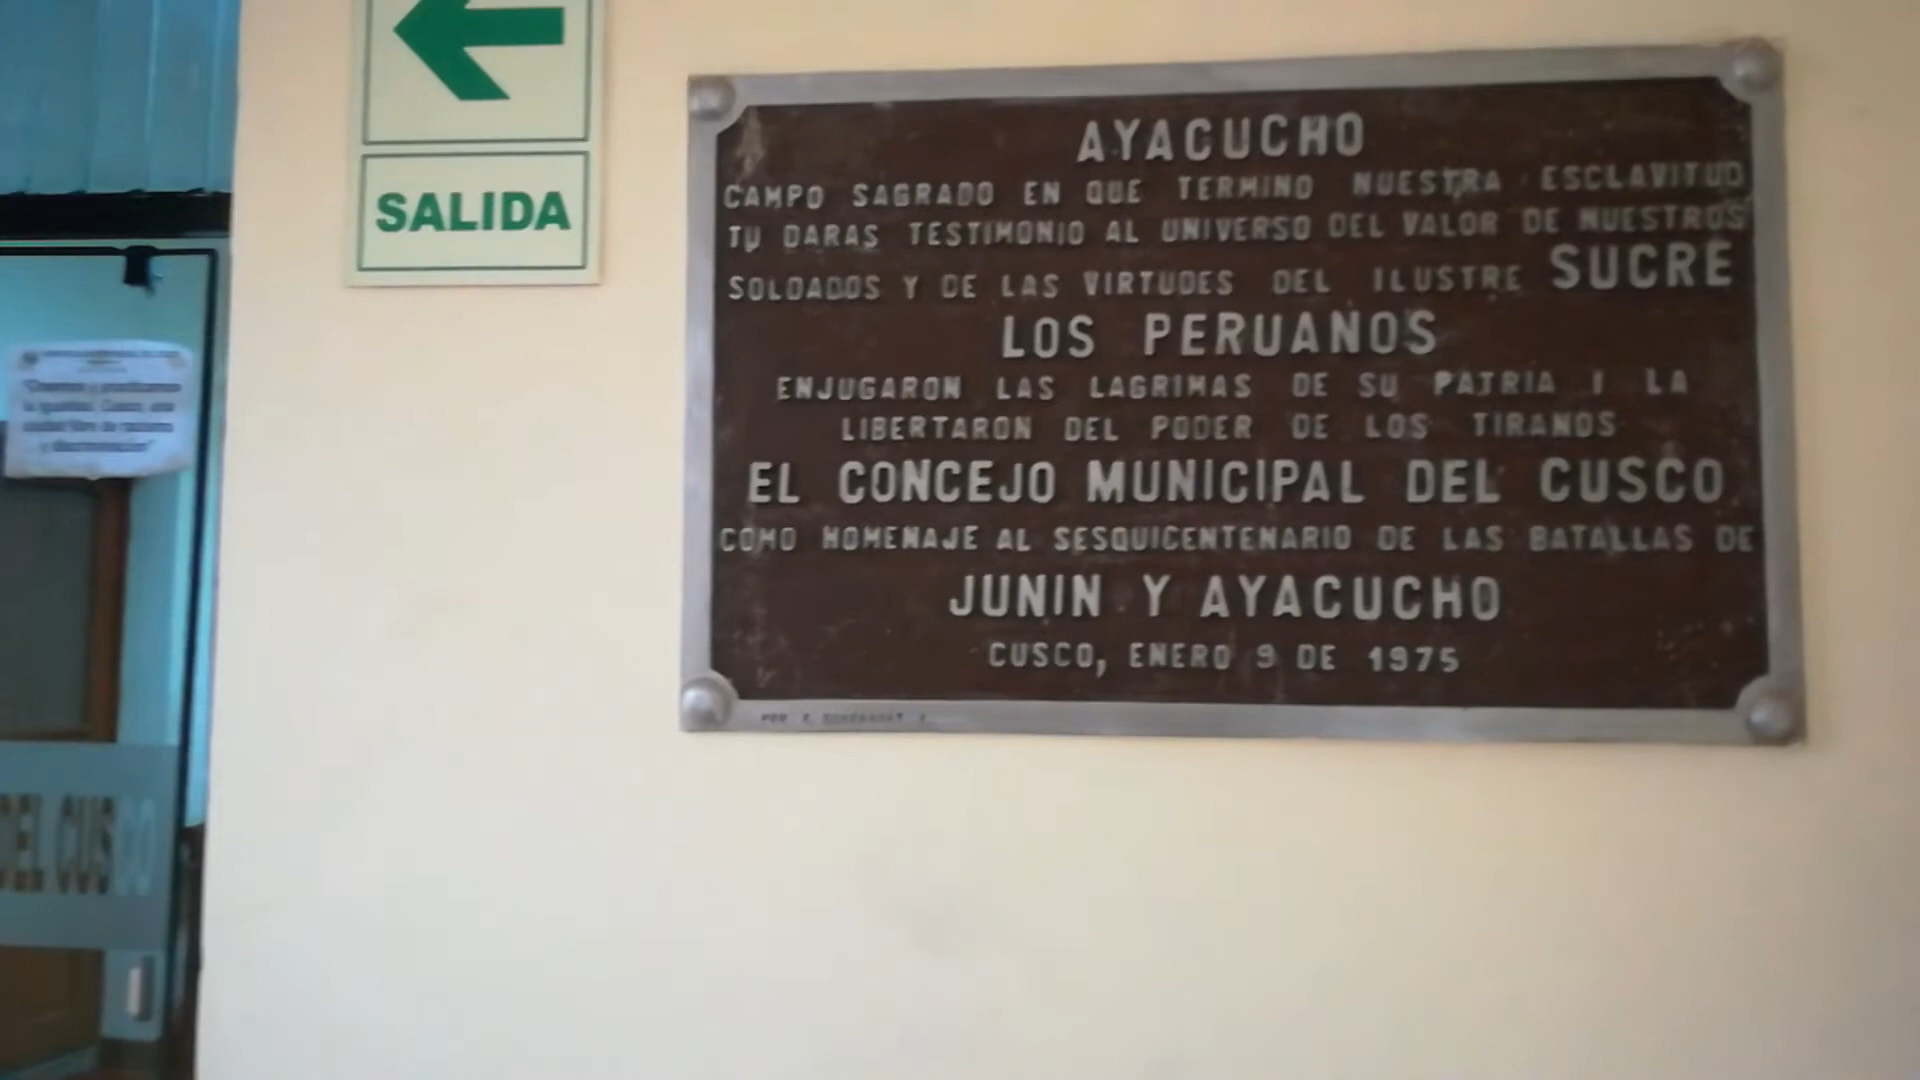 SALIDA
AYACUCHO
CAMPO SAGRADO EN QUE TERMINO NUESTRA ESCLAVITUD
TU DARAS TESTIMONIO AL UNIVERSO DEL VALOR DE NUESTROS
SOLDADOS Y DE LAS VIRTUDES DEL ILUSTRE SUCRE
LOS PERUANOS
ENJUGARON LAS LAGRIMAS DE SU PATRIA I LA
LIBERTARON DEL PODER DE LOS TIRANOS
EL CONCEJO MUNICIPAL DEL CUSCO
COMO HOMENAJE AL SESQUICENTENARIO DE LAS BATALLAS DE
JUNIN Y AYACUCHO
CUSCO, ENERO 9 DE 1975
DEL CUSCO